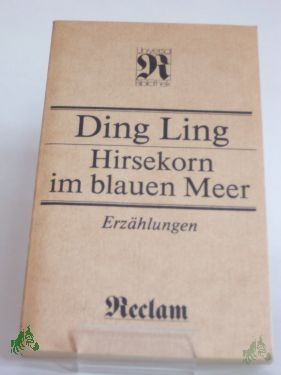 Universal
R
Bibliothek
Ding Ling
Hirsekorn
im blauen Meer
Erzählungen
Reclam